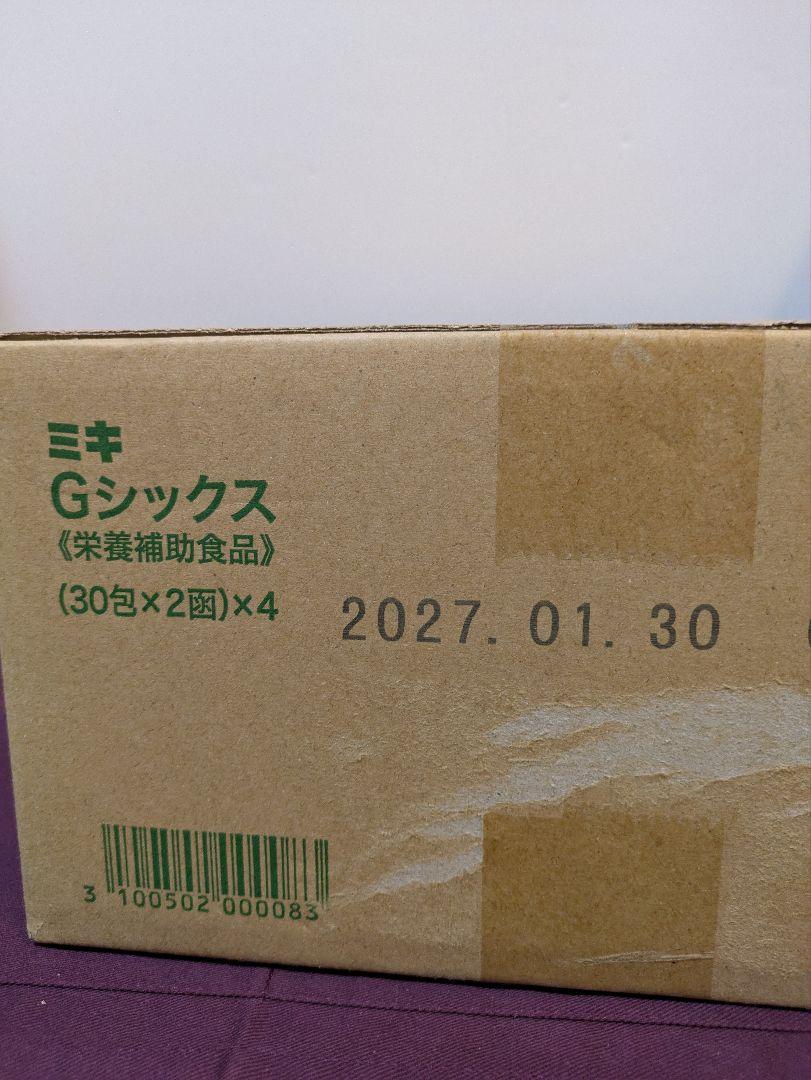 ミキ
Gシックス
《栄養補助食品》
(30包×2函)×4
2027. 01. 30
3 100502 000083